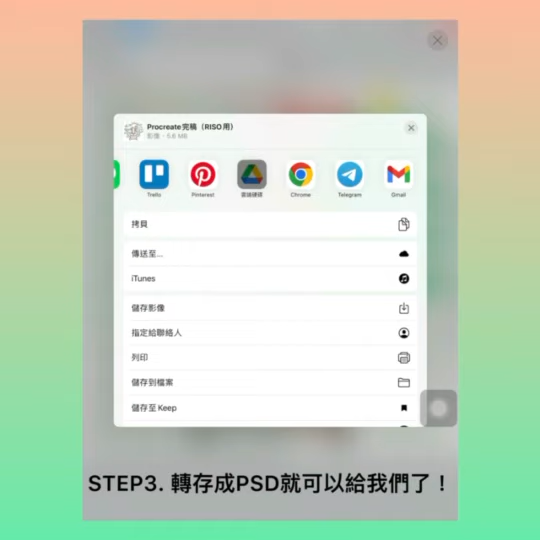 Procreate完稿（RISO用）
影像・5.6 MB
Trello
Pinterest
雲端硬碟
Chrome
Telegram
Gmail
拷貝
傳送至...
iTunes
儲存影像
指定給聯絡人
列印
儲存到檔案
儲存至 Keep
STEP3. 轉存成PSD就可以給我們了！